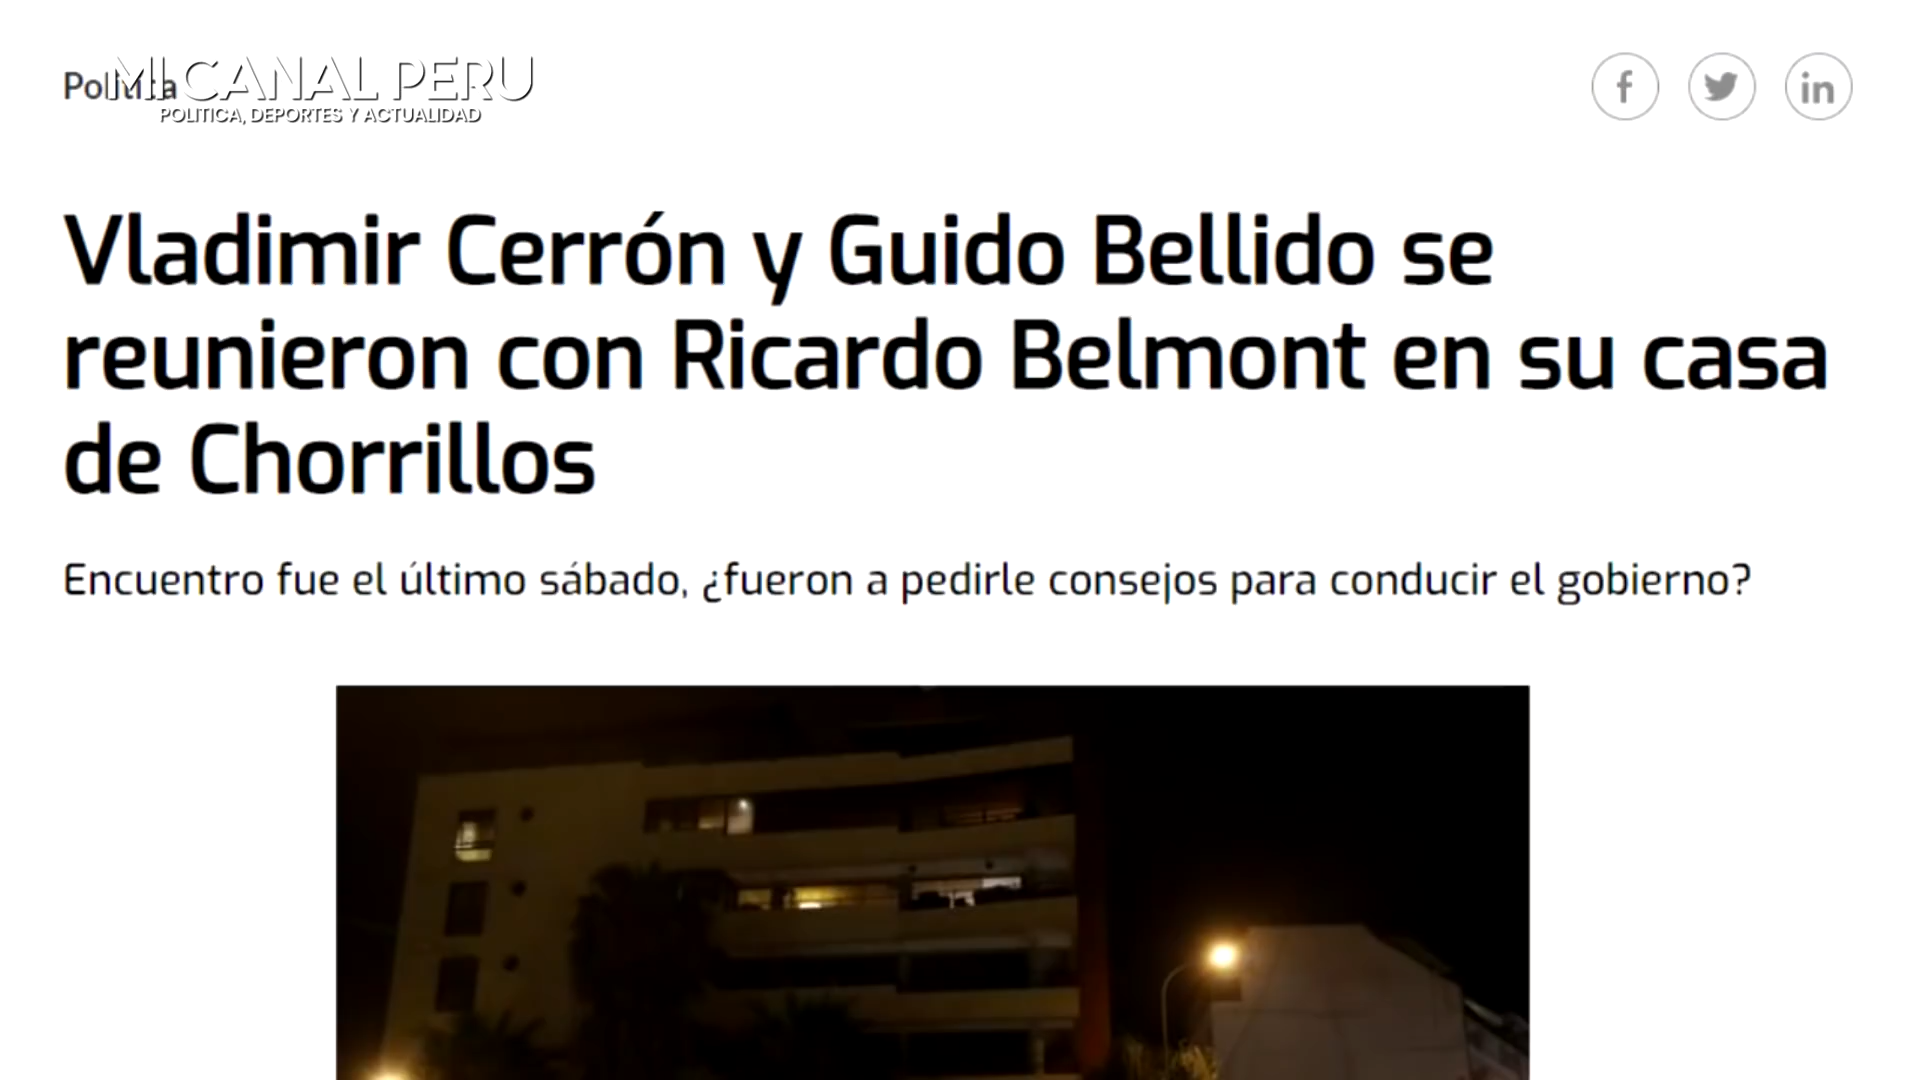 Política
MI CANAL PERU
POLITICA, DEPORTES Y ACTUALIDAD
Vladimir Cerrón y Guido Bellido se
reunieron con Ricardo Belmont en su casa
de Chorrillos
Encuentro fue el último sábado, ¿fueron a pedirle consejos para conducir el gobierno?